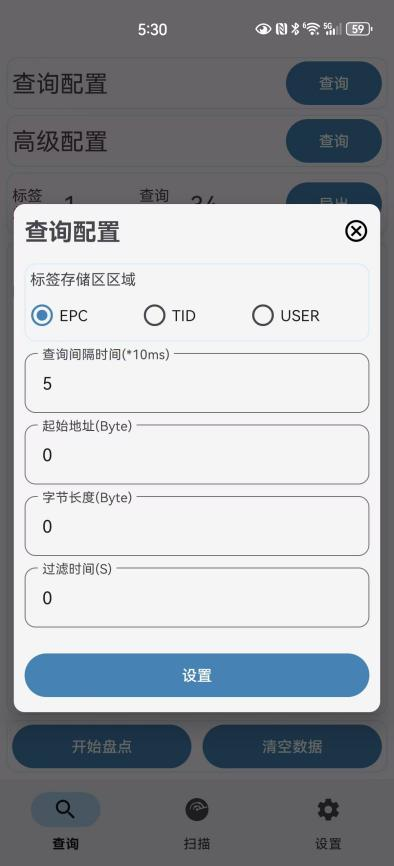 5:30
6
5G
59
查询配置
查询
高级配置
查询
标签
查询
查询配置
标签存储区区域
EPC TID USER
查询间隔时间(*10ms)
5
起始地址(Byte)
0
字节长度(Byte)
0
过滤时间(S)
0
设置
开始盘点 清空数据
查询 扫描 设置